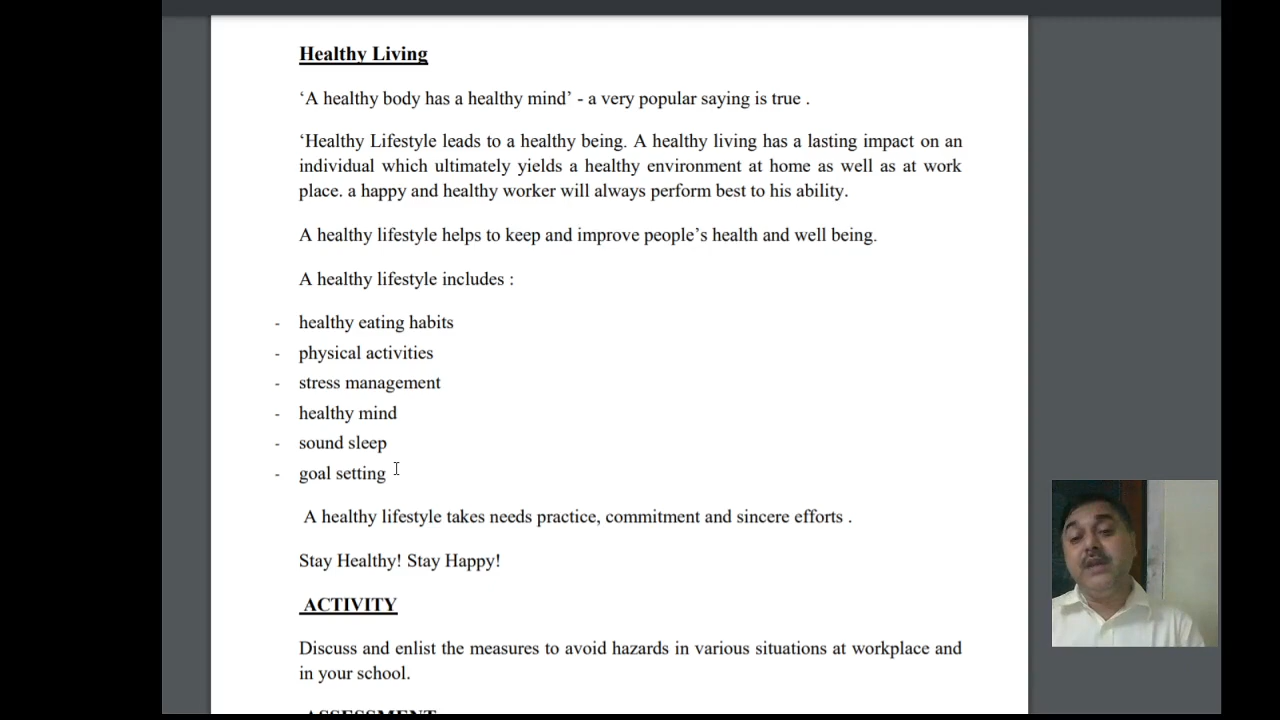 Healthy Living
‘A healthy body has a healthy mind’ - a very popular saying is true .
‘Healthy Lifestyle leads to a healthy being. A healthy living has a lasting impact on an
individual which ultimately yields a healthy environment at home as well as at work
place. a happy and healthy worker will always perform best to his ability.
A healthy lifestyle helps to keep and improve people’s health and well being.
A healthy lifestyle includes :
- healthy eating habits
- physical activities
- stress management
- healthy mind
- sound sleep
- goal setting
A healthy lifestyle takes needs practice, commitment and sincere efforts .
Stay Healthy! Stay Happy!
ACTIVITY
Discuss and enlist the measures to avoid hazards in various situations at workplace and
in your school.
ASSESSMENT